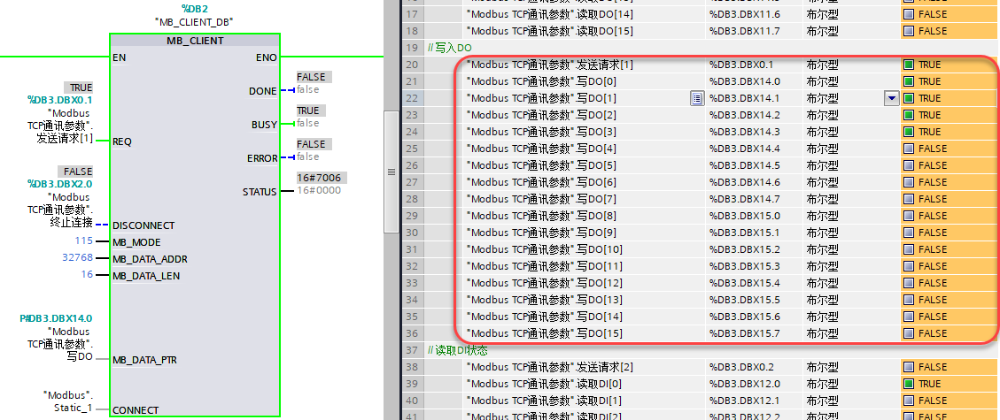 %DB2
"MB_CLIENT_DB"
MB_CLIENT
EN
ENO
FALSE
DONE
false
TRUE
BUSY
false
FALSE
ERROR
false
16#7006
STATUS
16#0000
TRUE
%DB3.DBX0.1
"Modbus
TCP通讯参数".
发送请求[1]
REQ
FALSE
%DB3.DBX2.0
"Modbus
TCP通讯参数".
终止连接
DISCONNECT
115
MB_MODE
32768
MB_DATA_ADDR
16
MB_DATA_LEN
P#DB3.DBX14.0
"Modbus
TCP通讯参数".
写DO
MB_DATA_PTR
"Modbus".
Static_1
CONNECT
17 "Modbus TCP通讯参数".读取DO[14] %DB3.DBX11.6 布尔型 FALSE
18 "Modbus TCP通讯参数".读取DO[15] %DB3.DBX11.7 布尔型 FALSE
19 //写入DO
20 "Modbus TCP通讯参数".发送请求[1] %DB3.DBX0.1 布尔型 TRUE
21 "Modbus TCP通讯参数".写DO[0] %DB3.DBX14.0 布尔型 TRUE
22 "Modbus TCP通讯参数".写DO[1] %DB3.DBX14.1 布尔型 TRUE
23 "Modbus TCP通讯参数".写DO[2] %DB3.DBX14.2 布尔型 TRUE
24 "Modbus TCP通讯参数".写DO[3] %DB3.DBX14.3 布尔型 TRUE
25 "Modbus TCP通讯参数".写DO[4] %DB3.DBX14.4 布尔型 FALSE
26 "Modbus TCP通讯参数".写DO[5] %DB3.DBX14.5 布尔型 FALSE
27 "Modbus TCP通讯参数".写DO[6] %DB3.DBX14.6 布尔型 FALSE
28 "Modbus TCP通讯参数".写DO[7] %DB3.DBX14.7 布尔型 FALSE
29 "Modbus TCP通讯参数".写DO[8] %DB3.DBX15.0 布尔型 FALSE
30 "Modbus TCP通讯参数".写DO[9] %DB3.DBX15.1 布尔型 FALSE
31 "Modbus TCP通讯参数".写DO[10] %DB3.DBX15.2 布尔型 FALSE
32 "Modbus TCP通讯参数".写DO[11] %DB3.DBX15.3 布尔型 FALSE
33 "Modbus TCP通讯参数".写DO[12] %DB3.DBX15.4 布尔型 FALSE
34 "Modbus TCP通讯参数".写DO[13] %DB3.DBX15.5 布尔型 FALSE
35 "Modbus TCP通讯参数".写DO[14] %DB3.DBX15.6 布尔型 FALSE
36 "Modbus TCP通讯参数".写DO[15] %DB3.DBX15.7 布尔型 FALSE
37 //读取DI状态
38 "Modbus TCP通讯参数".发送请求[2] %DB3.DBX0.2 布尔型 FALSE
39 "Modbus TCP通讯参数".读取DI[0] %DB3.DBX12.0 布尔型 TRUE
40 "Modbus TCP通讯参数".读取DI[1] %DB3.DBX12.1 布尔型 FALSE
41 "Modbus TCP通讯参数".读取DI[2] %DB3.DBX12.2 布尔型 FALSE